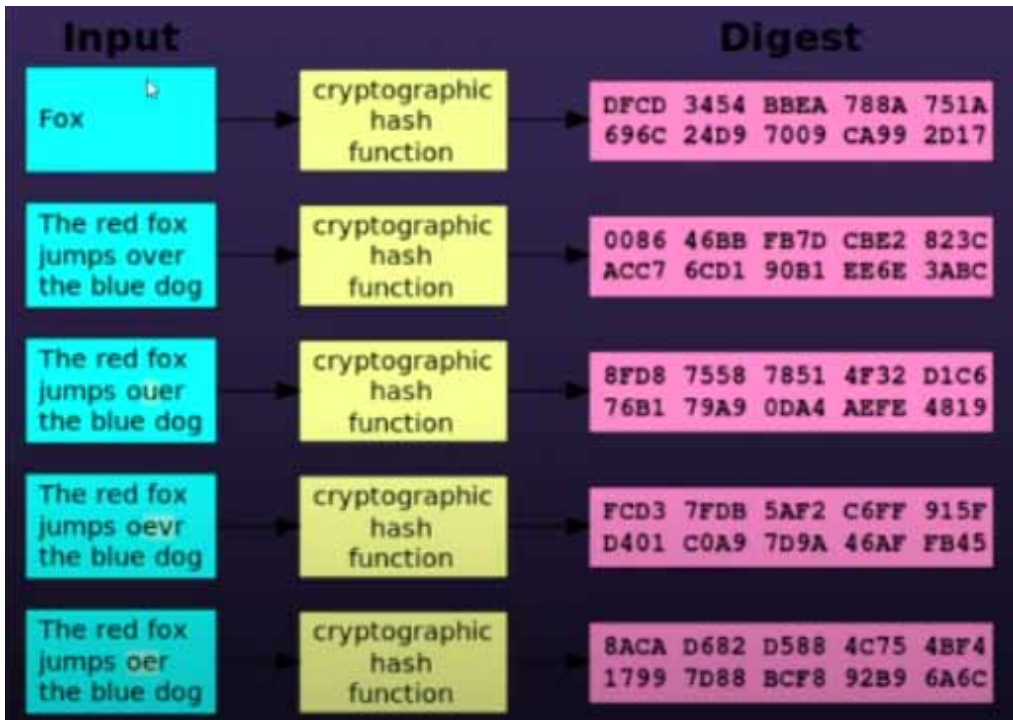 Input
Digest
Fox
cryptographic
hash
function
DFCD 3454 BBEA 788A 751A
696C 24D9 7009 CA99 2D17
The red fox
jumps over
the blue dog
cryptographic
hash
function
0086 46BB FB7D CBE2 823C
ACC7 6CD1 90B1 EE6E 3ABC
The red fox
jumps ouer
the blue dog
cryptographic
hash
function
8FD8 7558 7851 4F32 D1C6
76B1 79A9 0DA4 AEFE 4819
The red fox
jumps oevr
the blue dog
cryptographic
hash
function
FCD3 7FDB 5AF2 C6FF 915F
D401 C0A9 7D9A 46AF FB45
The red fox
jumps oer
the blue dog
cryptographic
hash
function
8ACA D682 D588 4C75 4BF4
1799 7D88 BCF8 92B9 6A6C